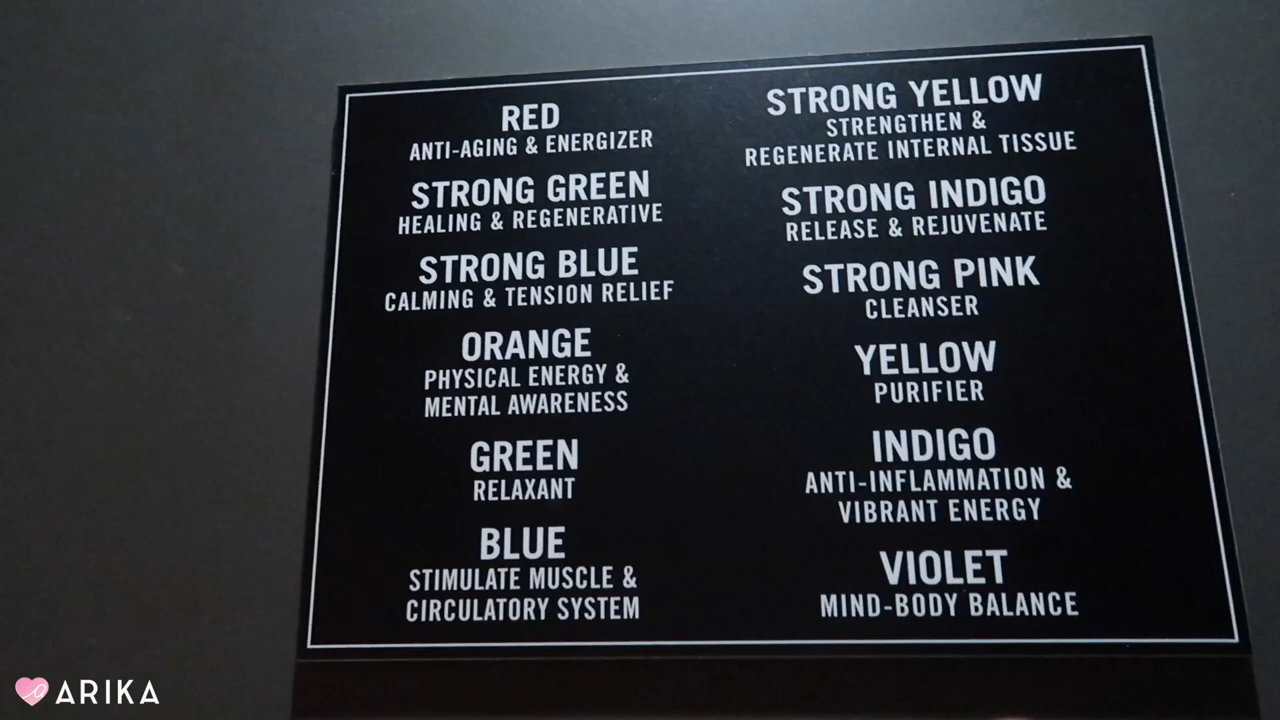 RED
ANTI-AGING & ENERGIZER
STRONG GREEN
HEALING & REGENERATIVE
STRONG BLUE
CALMING & TENSION RELIEF
ORANGE
PHYSICAL ENERGY &
MENTAL AWARENESS
GREEN
RELAXANT
BLUE
STIMULATE MUSCLE &
CIRCULATORY SYSTEM
STRONG YELLOW
STRENGTHEN &
REGENERATE INTERNAL TISSUE
STRONG INDIGO
RELEASE & REJUVENATE
STRONG PINK
CLEANSER
YELLOW
PURIFIER
INDIGO
ANTI-INFLAMMATION &
VIBRANT ENERGY
VIOLET
MIND-BODY BALANCE
ARIKA